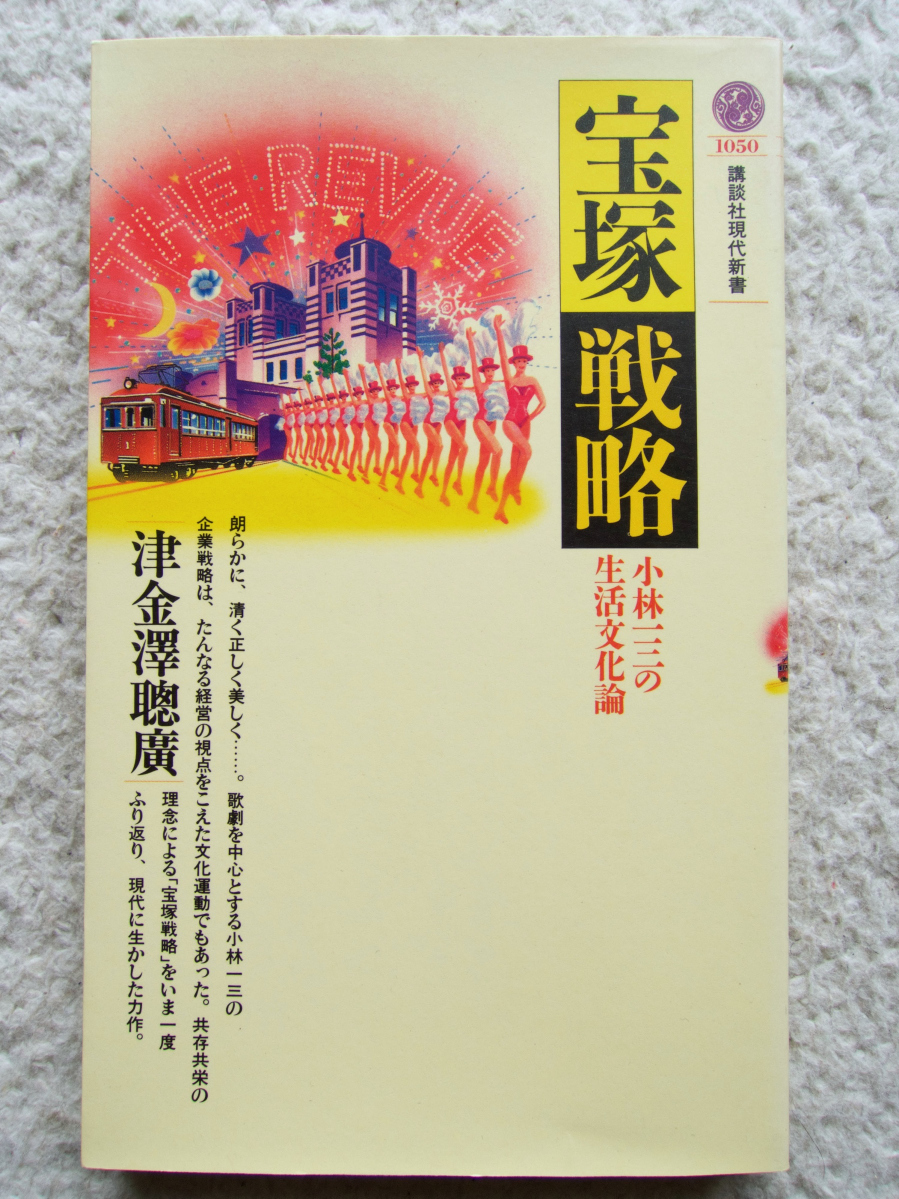 1050
講談社現代新書
宝塚
戦略
小林一三の
生活文化論
THE REVUE
朗らかに、清く正しく美しく……。歌劇を中心とする小林一三の
企業戦略は、たんなる経営の視点をこえた文化運動でもあった。共存共栄の
理念による「宝塚戦略」をいま一度
ふり返り、現代に生かした力作。
津金澤聰廣